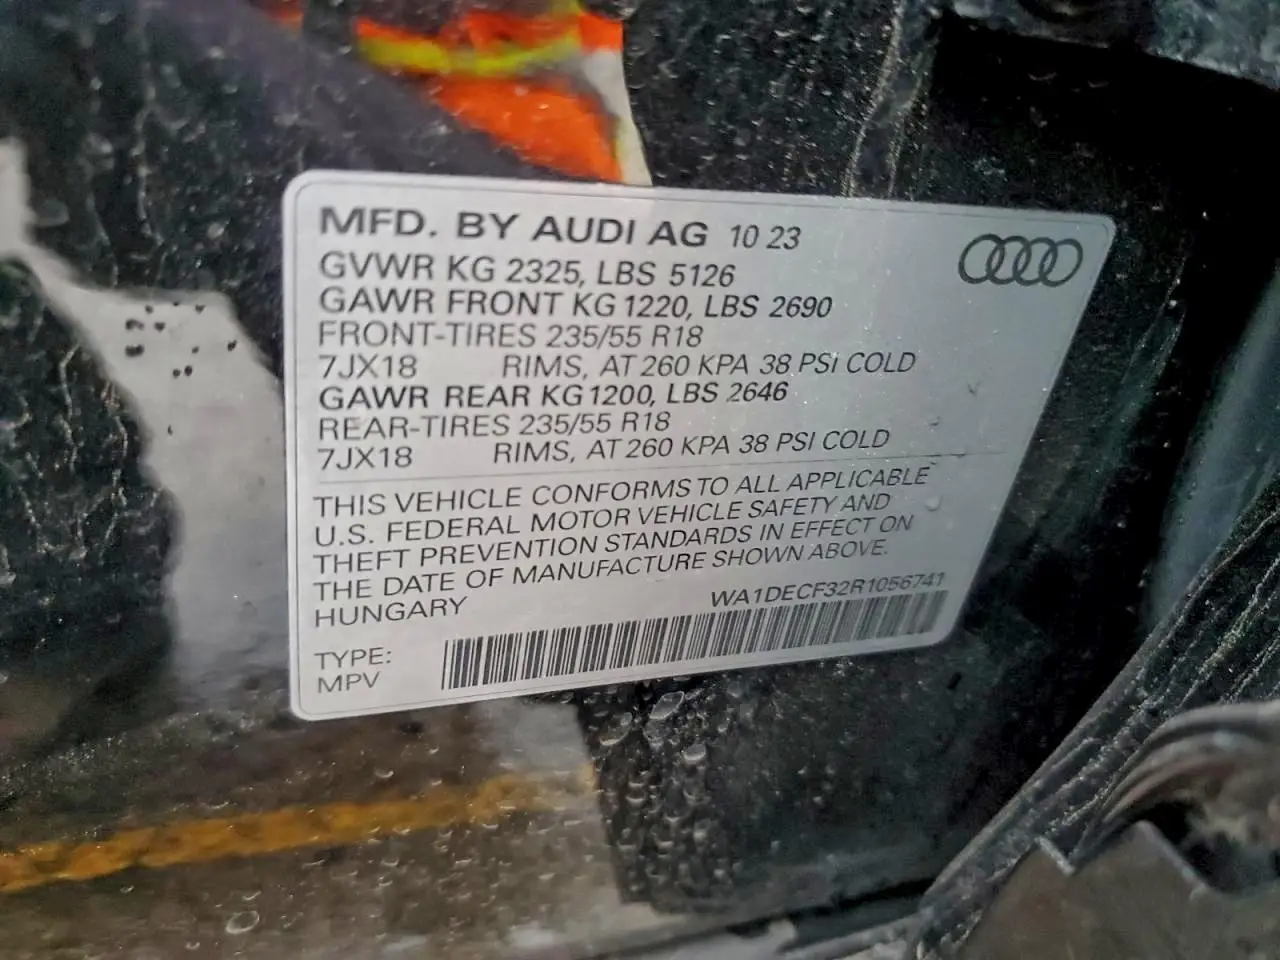 MFD. BY AUDI AG 10 23
GVWR KG 2325, LBS 5126
GAWR FRONT KG 1220, LBS 2690
FRONT-TIRES 235/55 R18
7JX18 RIMS, AT 260 KPA 38 PSI COLD
GAWR REAR KG 1200, LBS 2646
REAR-TIRES 235/55 R18
7JX18 RIMS, AT 260 KPA 38 PSI COLD
THIS VEHICLE CONFORMS TO ALL APPLICABLE
U.S. FEDERAL MOTOR VEHICLE SAFETY AND
THEFT PREVENTION STANDARDS IN EFFECT ON
THE DATE OF MANUFACTURE SHOWN ABOVE.
HUNGARY WA1DECF32R1056741
TYPE:
MPV